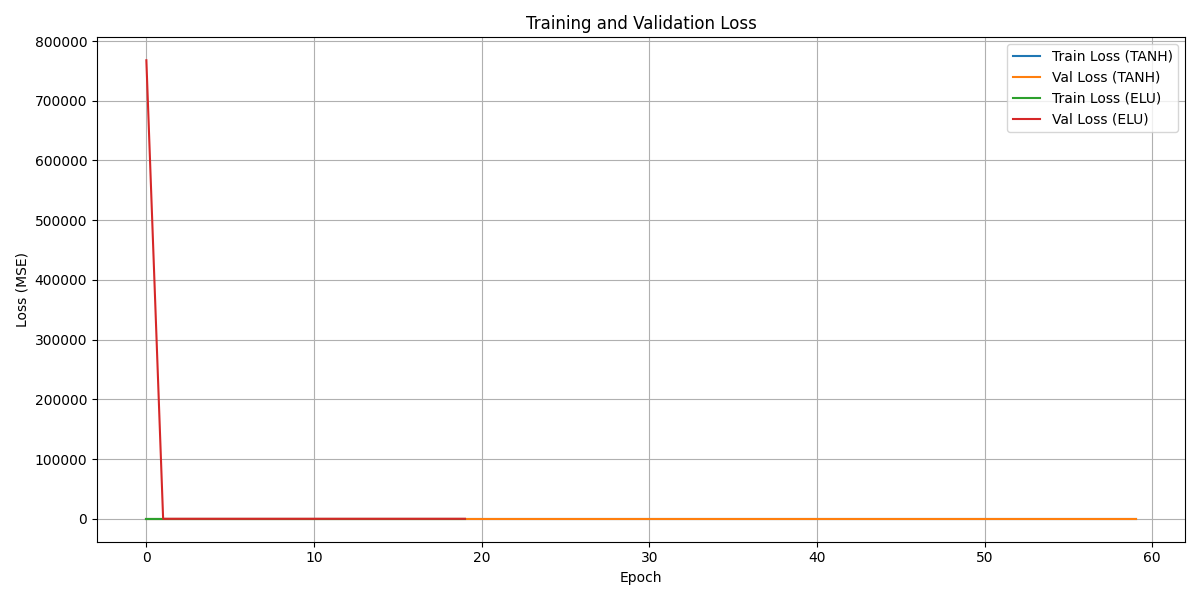 Training and Validation Loss
800000
700000
600000
500000
400000
300000
200000
100000
0
Loss (MSE)
Train Loss (TANH)
Val Loss (TANH)
Train Loss (ELU)
Val Loss (ELU)
0 10 20 30 40 50 60
Epoch